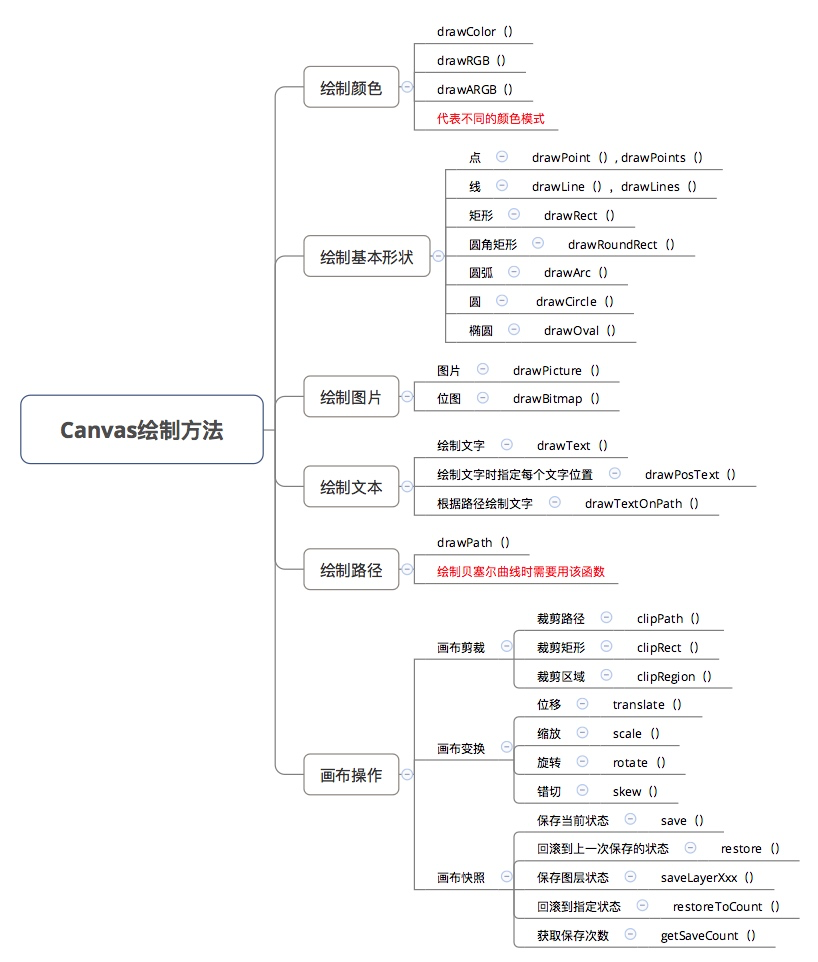 Canvas绘制方法
绘制颜色
drawColor（）
drawRGB（）
drawARGB（）
代表不同的颜色模式
绘制基本形状
点 drawPoint（）, drawPoints（）
线 drawLine（），drawLines（）
矩形 drawRect（）
圆角矩形 drawRoundRect（）
圆弧 drawArc（）
圆 drawCircle（）
椭圆 drawOval（）
绘制图片
图片 drawPicture（）
位图 drawBitmap（）
绘制文本
绘制文字 drawText（）
绘制文字时指定每个文字位置 drawPosText（）
根据路径绘制文字 drawTextOnPath（）
绘制路径
drawPath（）
绘制贝塞尔曲线时需要用该函数
画布操作
画布剪裁
裁剪路径 clipPath（）
裁剪矩形 clipRect（）
裁剪区域 clipRegion（）
画布变换
位移 translate（）
缩放 scale（）
旋转 rotate（）
错切 skew（）
画布快照
保存当前状态 save（）
回滚到上一次保存的状态 restore（）
保存图层状态 saveLayerXxx（）
回滚到指定状态 restoreToCount（）
获取保存次数 getSaveCount（）